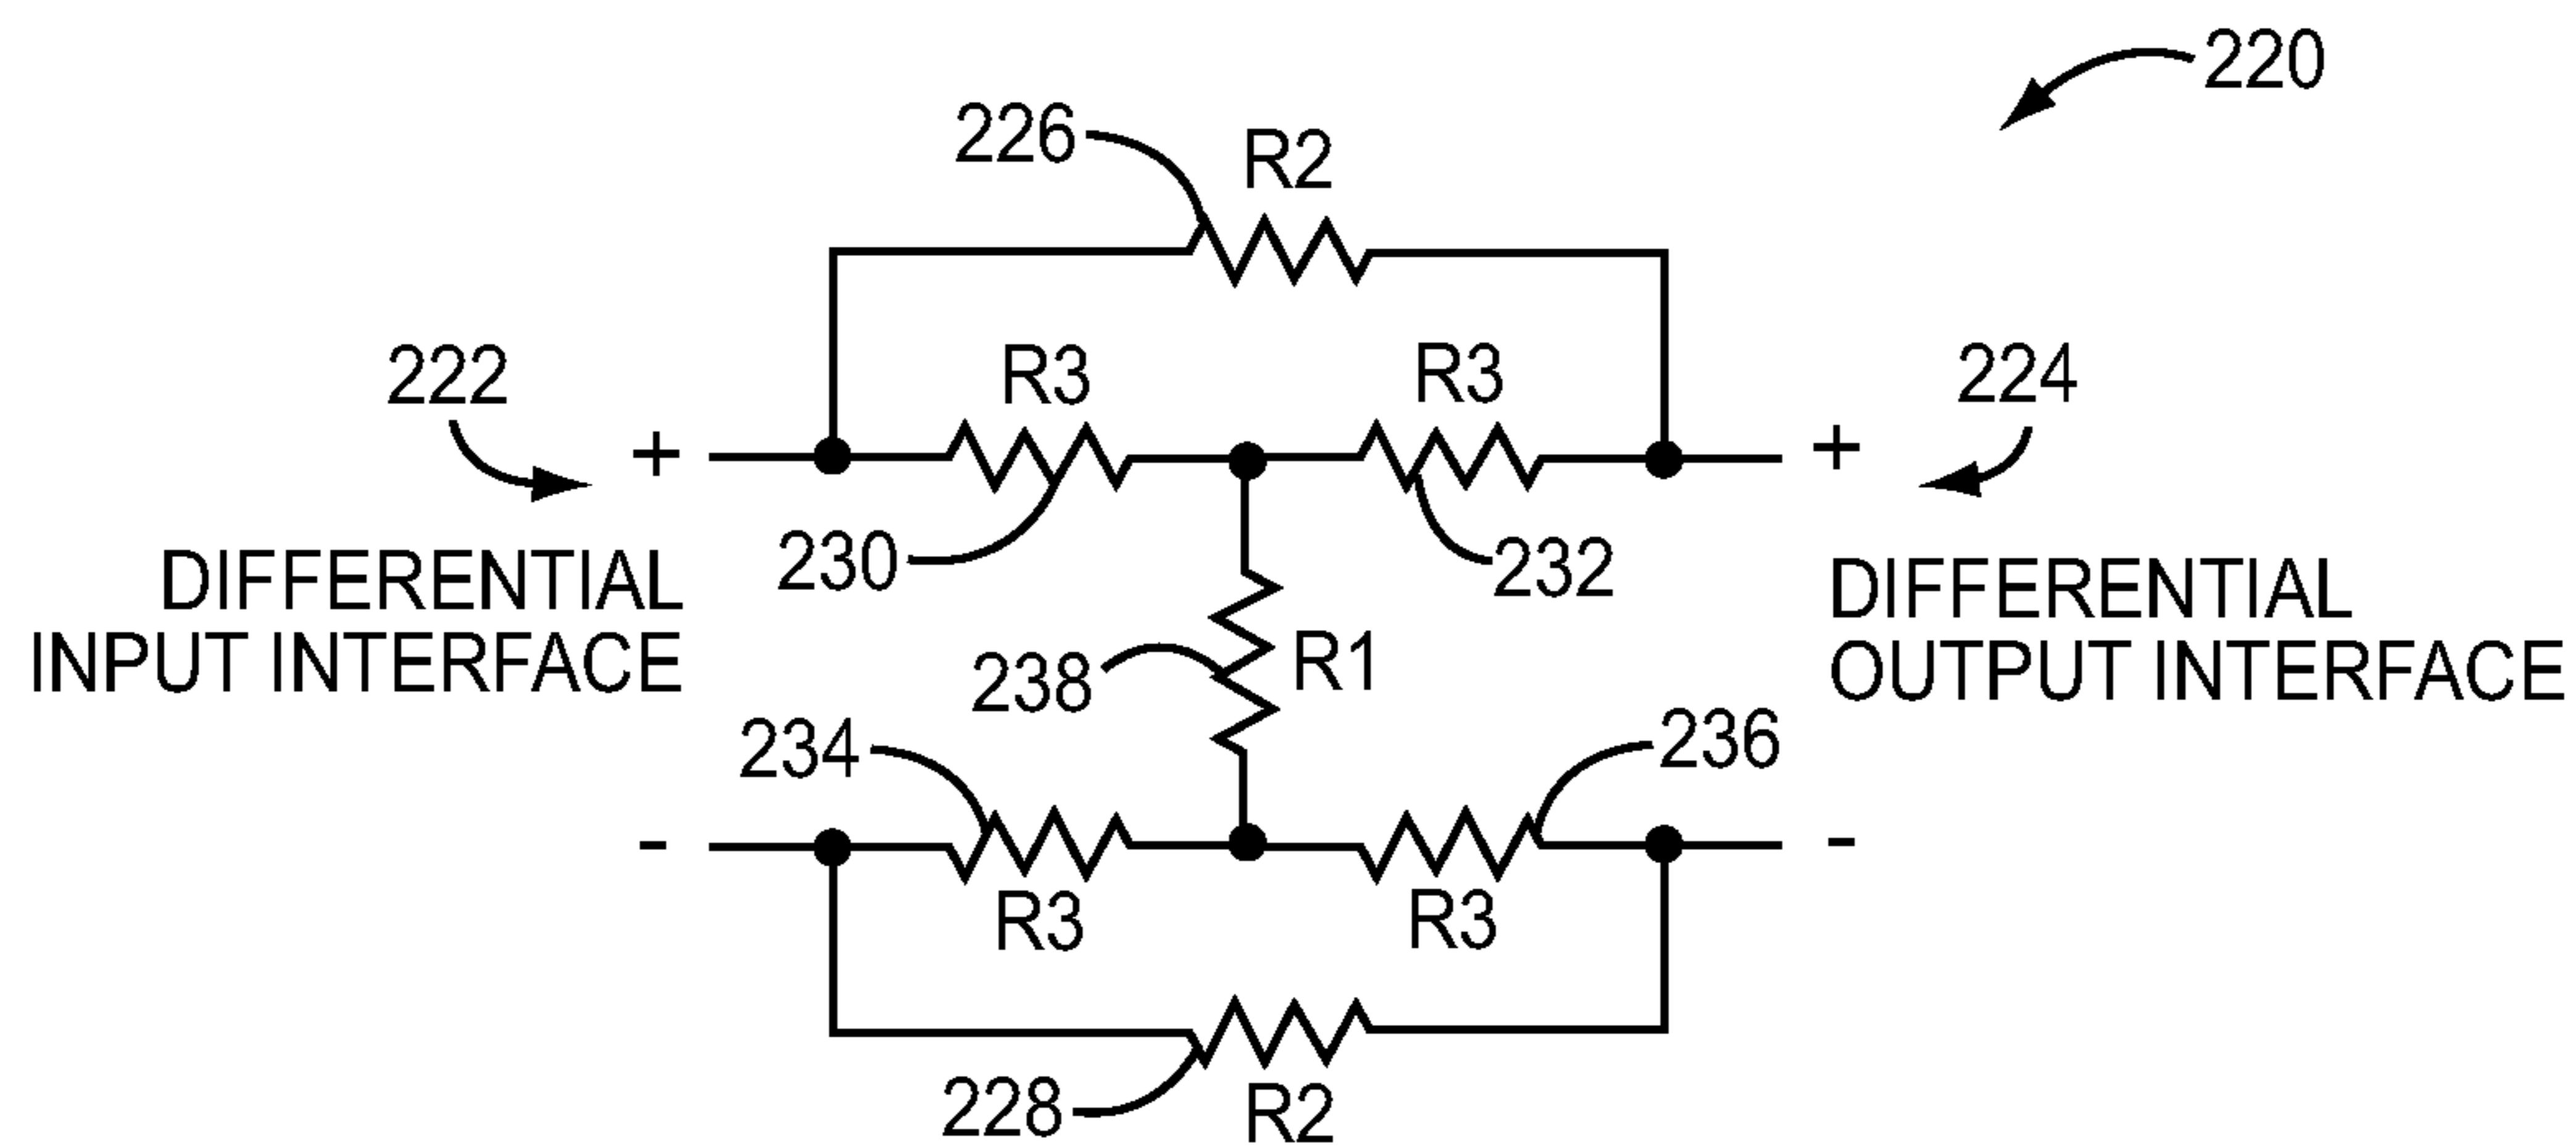 220
226
R2
222
R3
R3
224
+
+
230
232
DIFFERENTIAL
INPUT INTERFACE
238
R1
DIFFERENTIAL
OUTPUT INTERFACE
234
236
-
-
R3
R3
228
R2